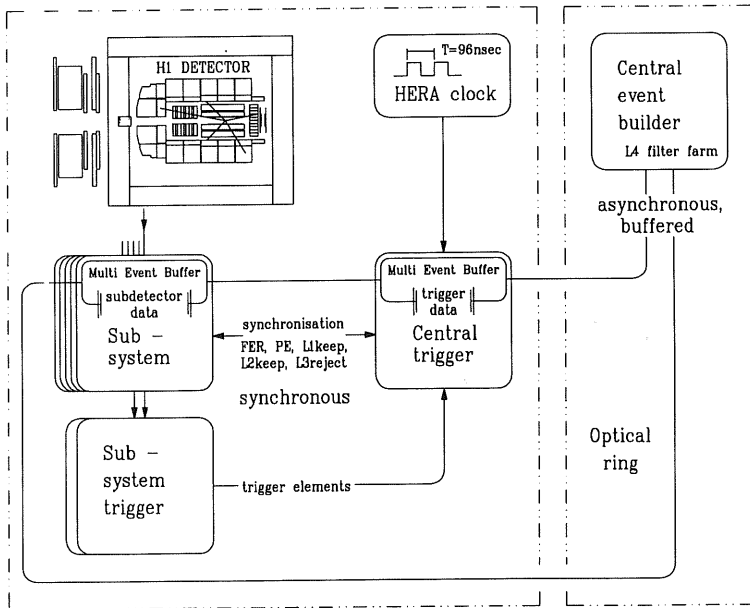 H1 DETECTOR
T=96nsec
HERA clock
Central
event
builder
L4 filter farm
asynchronous,
buffered
Multi Event Buffer
subdetector
data
Sub -
system
synchronisation
FER, PE, L1keep,
L2keep, L3reject
synchronous
Multi Event Buffer
trigger
data
Central
trigger
Sub -
system
trigger
trigger elements
Optical
ring